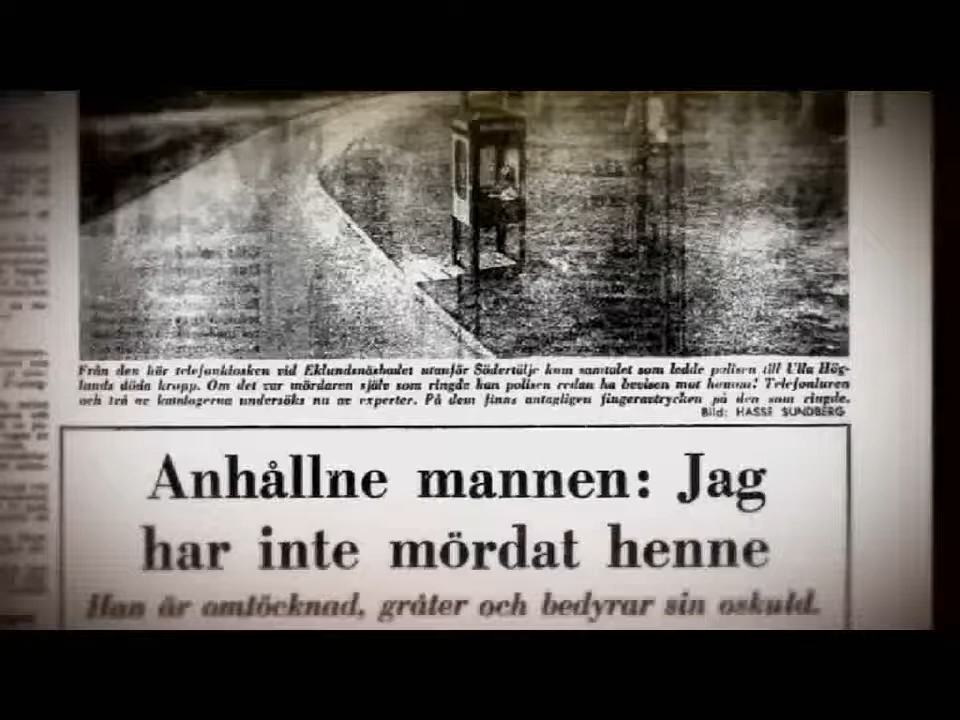 Från den här telefonkiosken vid Eklundsnäsbadet utanför Södertälje kom samtalet som ledde polisen till Ulla Hög-
lunds döda kropp. Om det var mördaren själv som ringde kan polisen redan ha bevisen mot honom! Telefonluren
och två av katalogerna undersöks nu av experter. På dem finns antagligen fingeravtrycken på den som ringde.
Bild: HASSE SUNDBERG
Anhållne mannen: Jag
har inte mördat henne
Han är omtöcknad, gråter och bedyrar sin oskuld.